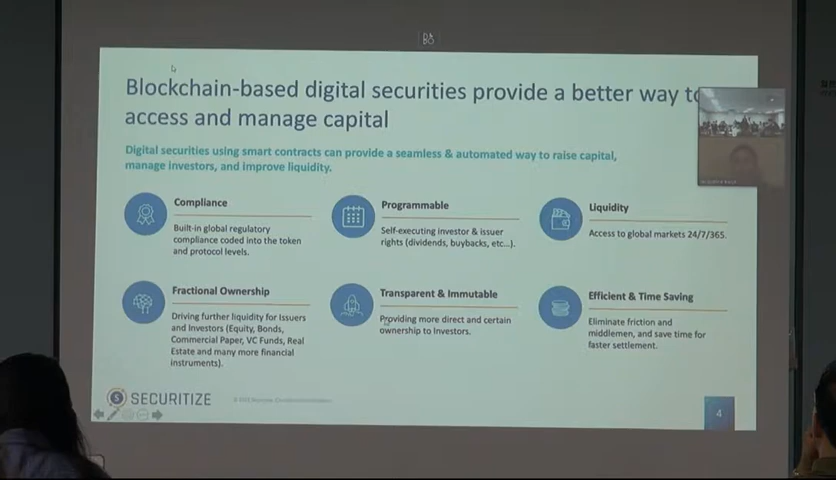 Blockchain-based digital securities provide a better way to
access and manage capital
Digital securities using smart contracts can provide a seamless & automated way to raise capital,
manage investors, and improve liquidity.
Compliance
Built-in global regulatory
compliance coded into the token
and protocol levels.
Programmable
Self-executing investor & issuer
rights (dividends, buybacks, etc...).
Liquidity
Access to global markets 24/7/365.
Fractional Ownership
Driving further liquidity for Issuers
and Investors (Equity, Bonds,
Commercial Paper, VC Funds, Real
Estate and many more financial
instruments).
Transparent & Immutable
Providing more direct and certain
ownership to Investors.
Efficient & Time Saving
Eliminate friction and
middlemen, and save time for
faster settlement.
S SECURITIZE
4